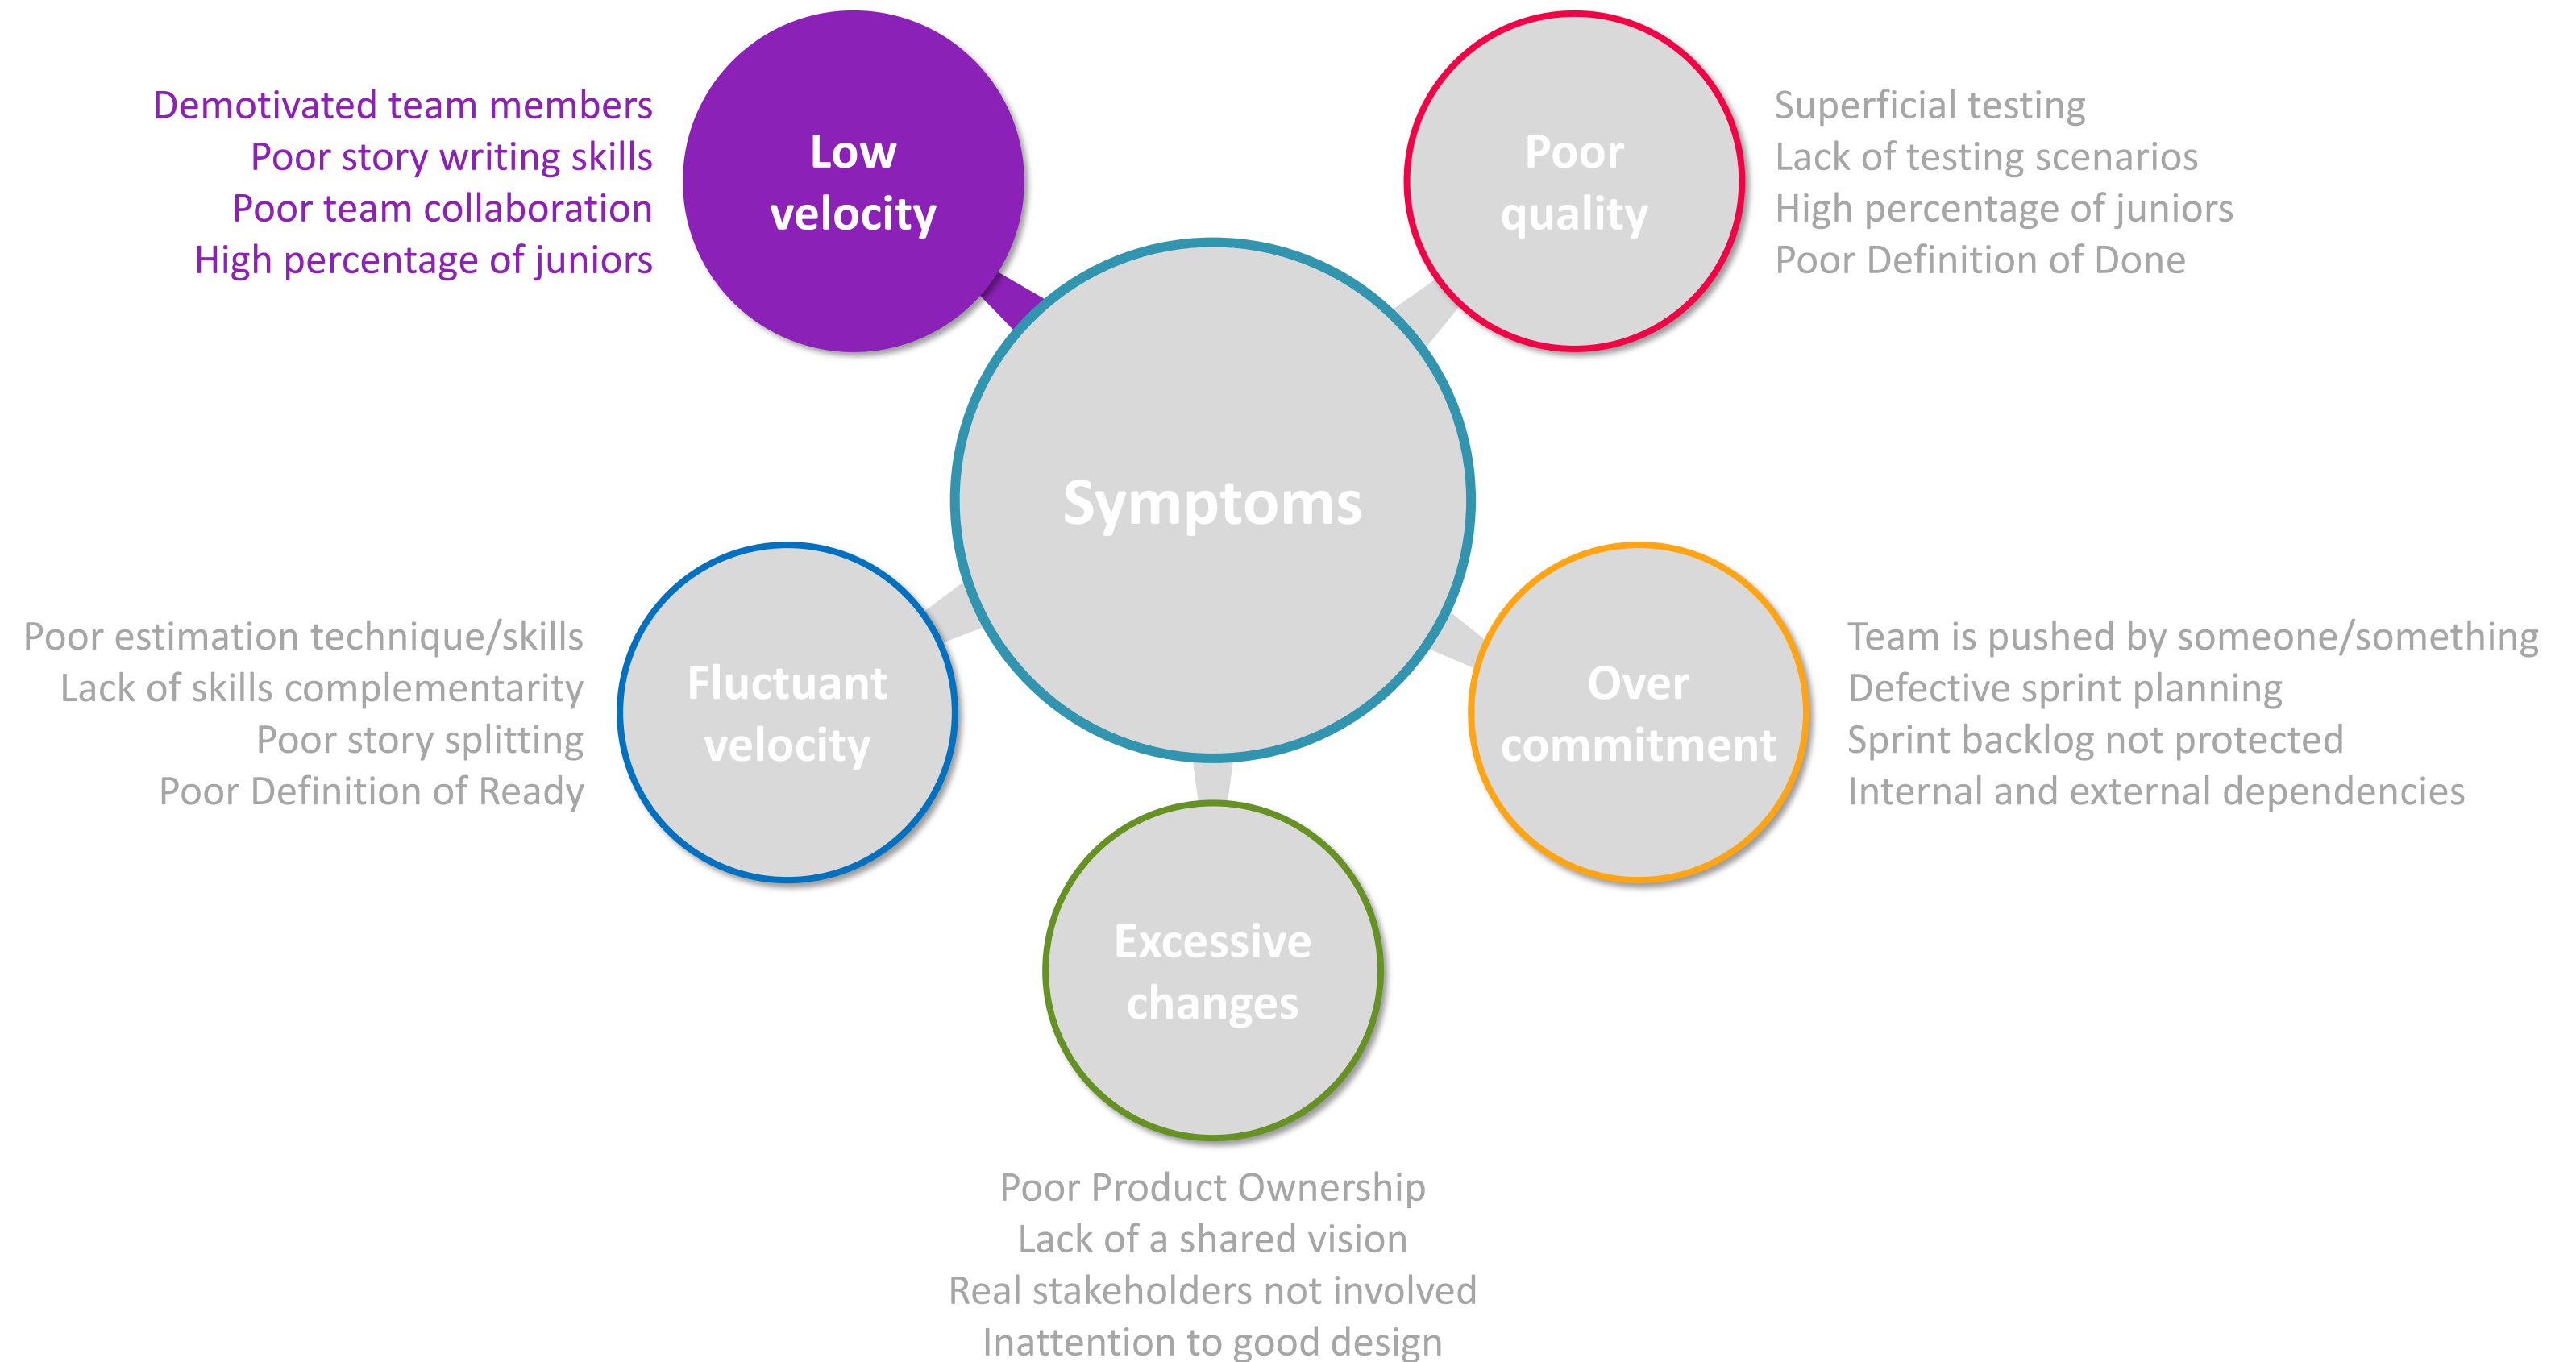 Demotivated team members
Poor story writing skills
Poor team collaboration
High percentage of juniors
Low
velocity
Poor
quality
Superficial testing
Lack of testing scenarios
High percentage of juniors
Poor Definition of Done
Symptoms
Poor estimation technique/skills
Lack of skills complementarity
Poor story splitting
Poor Definition of Ready
Fluctuant
velocity
Over
commitment
Team is pushed by someone/something
Defective sprint planning
Sprint backlog not protected
Internal and external dependencies
Excessive
changes
Poor Product Ownership
Lack of a shared vision
Real stakeholders not involved
Inattention to good design